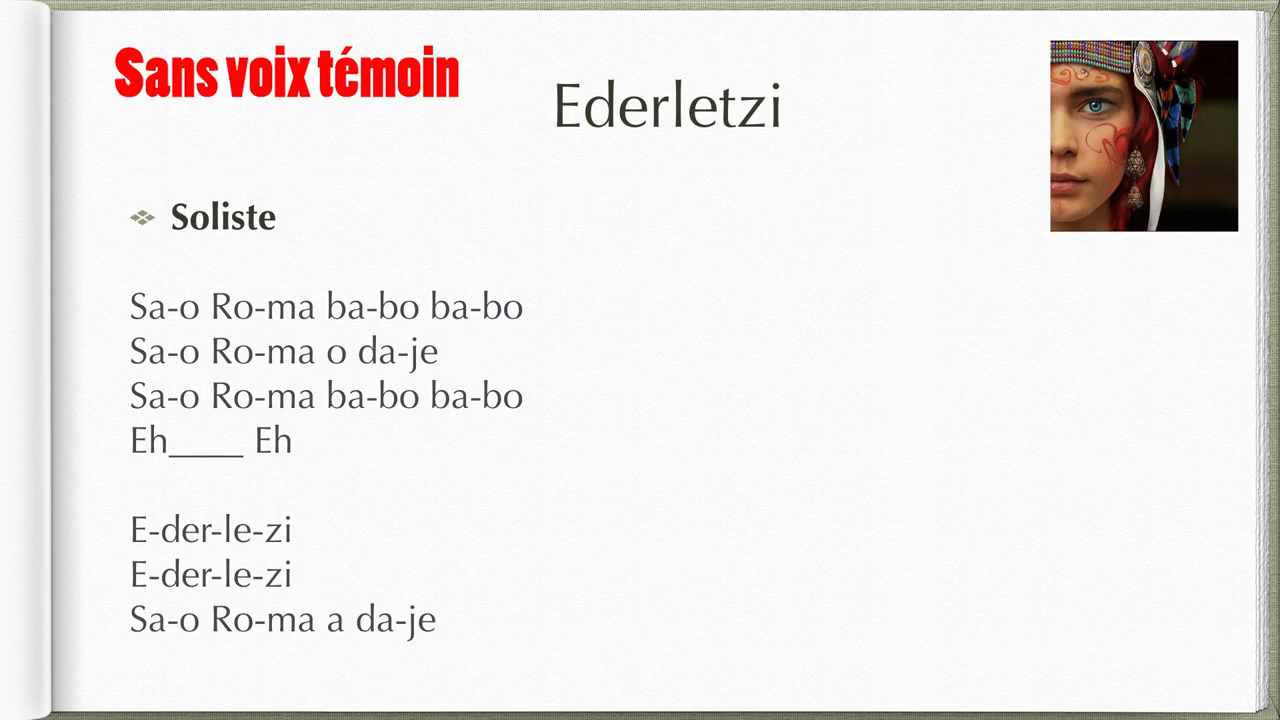 Sans voix témoin
Ederletzi
Soliste
Sa-o Ro-ma ba-bo ba-bo
Sa-o Ro-ma o da-je
Sa-o Ro-ma ba-bo ba-bo
Eh_____ Eh
E-der-le-zi
E-der-le-zi
Sa-o Ro-ma a da-je